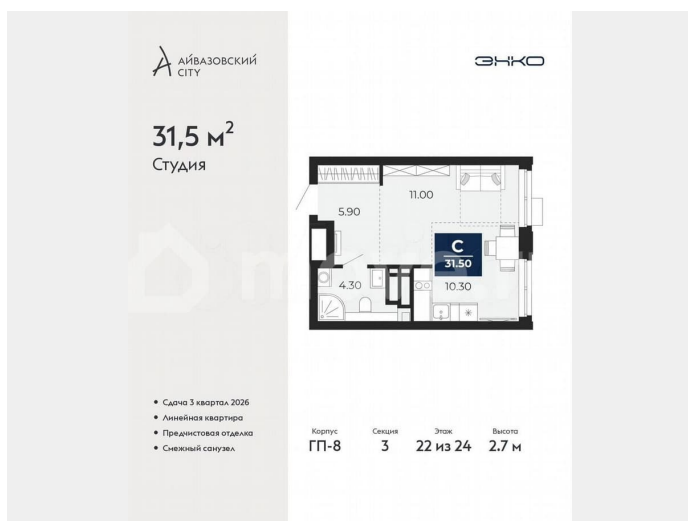 АЙВАЗОВСКИЙ
CITY
ЭНКО
31,5 м²
Студия
11.00
5.90
С
31.50
4.30
10.30
• Сдача 3 квартал 2026
• Линейная квартира
• Предчистовая отделка
• Смежный санузел
Корпус Секция Этаж Высота
ГП-8 3 22 из 24 2.7 м